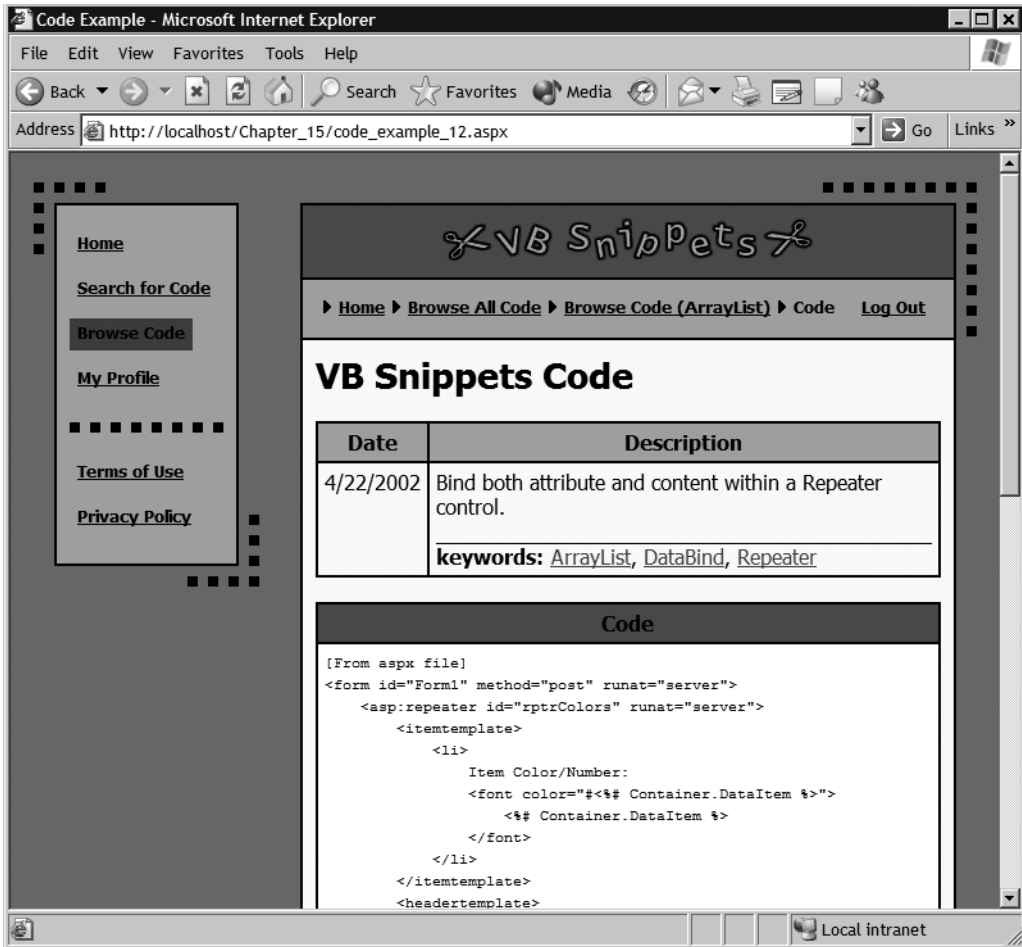 Code Example - Microsoft Internet Explorer
File Edit View Favorites Tools Help
Back Search Favorites Media
Address http://localhost/Chapter_15/code_example_12.aspx Go Links »
Home
Search for Code
Browse Code
My Profile
Terms of Use
Privacy Policy
VB Snippets
Home Browse All Code Browse Code (ArrayList) Code Log Out
VB Snippets Code
Date Description
4/22/2002 Bind both attribute and content within a Repeater
control.
keywords: ArrayList, DataBind, Repeater
Code
[From aspx file]
<form id="Form1" method="post" runat="server">
    <asp:repeater id="rptrColors" runat="server">
        <itemtemplate>
            <li>
                Item Color/Number:
                <font color="#<%# Container.DataItem %>">
                    <%# Container.DataItem %>
                </font>
            </li>
        </itemtemplate>
        <headertemplate>
Local intranet